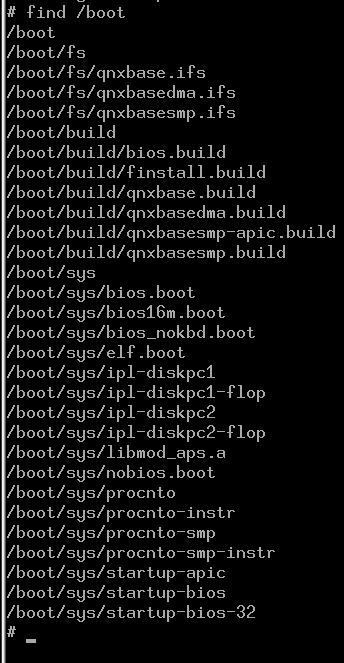 # find /boot
/boot
/boot/fs
/boot/fs/qnxbase.ifs
/boot/fs/qnxbasedma.ifs
/boot/fs/qnxbasesmp.ifs
/boot/build
/boot/build/bios.build
/boot/build/finstall.build
/boot/build/qnxbase.build
/boot/build/qnxbasedma.build
/boot/build/qnxbasesmp-apic.build
/boot/build/qnxbasesmp.build
/boot/sys
/boot/sys/bios.boot
/boot/sys/bios16m.boot
/boot/sys/bios_nokbd.boot
/boot/sys/elf.boot
/boot/sys/ipl-diskpc1
/boot/sys/ipl-diskpc1-flop
/boot/sys/ipl-diskpc2
/boot/sys/ipl-diskpc2-flop
/boot/sys/libmod_aps.a
/boot/sys/nobios.boot
/boot/sys/procnto
/boot/sys/procnto-instr
/boot/sys/procnto-smp
/boot/sys/procnto-smp-instr
/boot/sys/startup-apic
/boot/sys/startup-bios
/boot/sys/startup-bios-32
# _